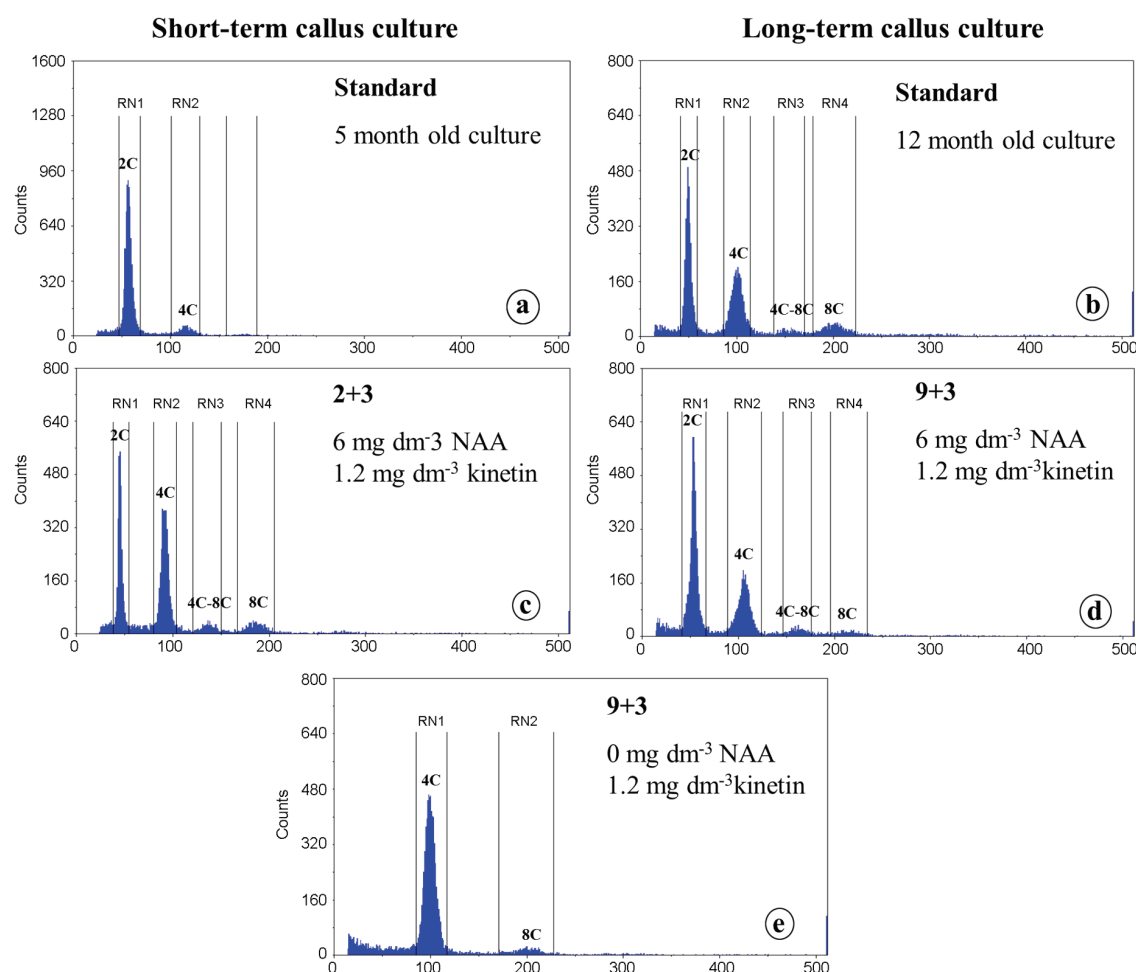 Short-term callus culture
Long-term callus culture
1600
1280
960
640
320
0
Counts
RN1
RN2
2C
4C
Standard
5 month old culture
a
0
100
200
300
400
500
800
640
480
320
160
0
Counts
RN1
RN2
RN3
RN4
2C
4C
4C-8C
8C
Standard
12 month old culture
b
0
100
200
300
400
500
800
640
480
320
160
0
Counts
RN1
RN2
RN3
RN4
2C
4C
4C-8C
8C
2+3
6 mg dm-3 NAA
1.2 mg dm-3 kinetin
c
0
100
200
300
400
500
800
640
480
320
160
0
Counts
RN1
RN2
RN3
RN4
2C
4C
4C-8C
8C
9+3
6 mg dm-3 NAA
1.2 mg dm-3kinetin
d
0
100
200
300
400
500
800
640
480
320
160
0
Counts
RN1
RN2
4C
8C
9+3
0 mg dm-3 NAA
1.2 mg dm-3kinetin
e
0
100
200
300
400
500